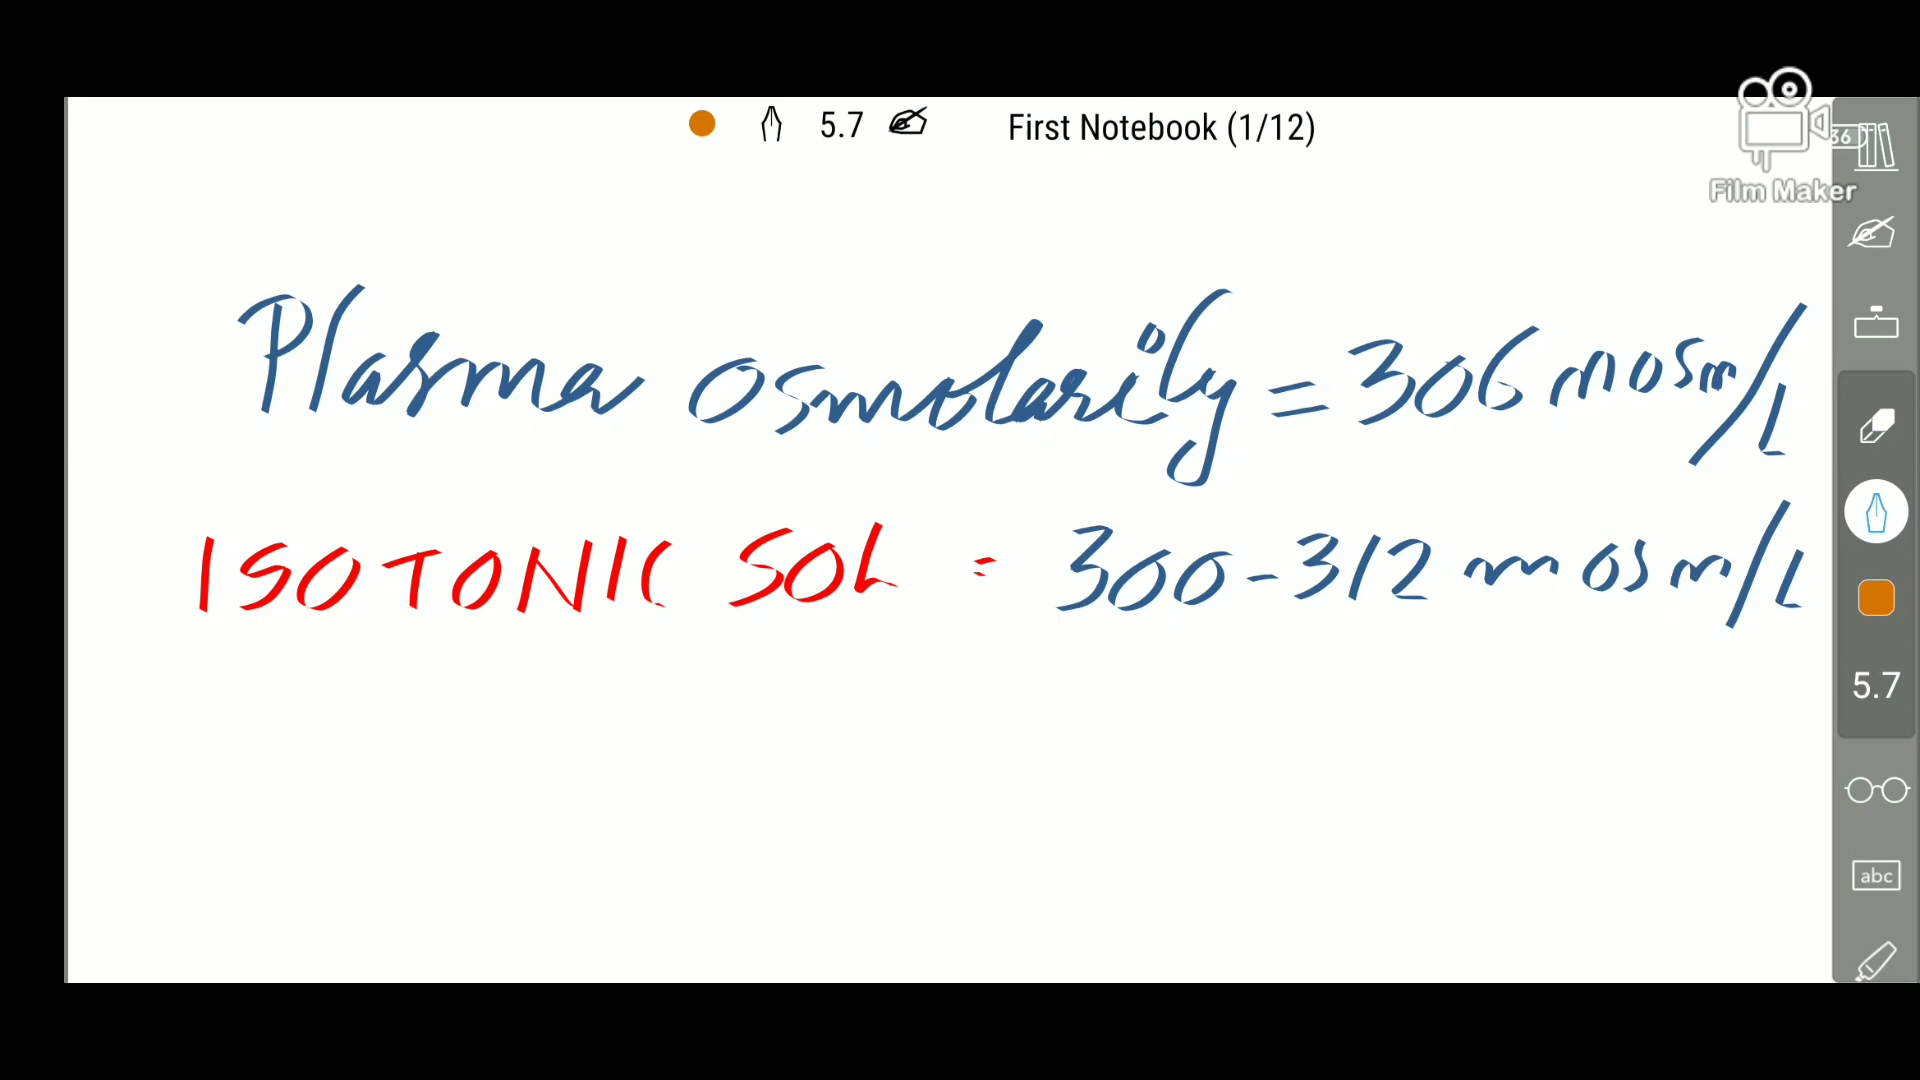 5.7 First Notebook (1/12)
36
Film Maker
Plasma osmolarity = 306 mosm/L
ISOTONIC SOL = 300-312 mosm/L
5.7
abc